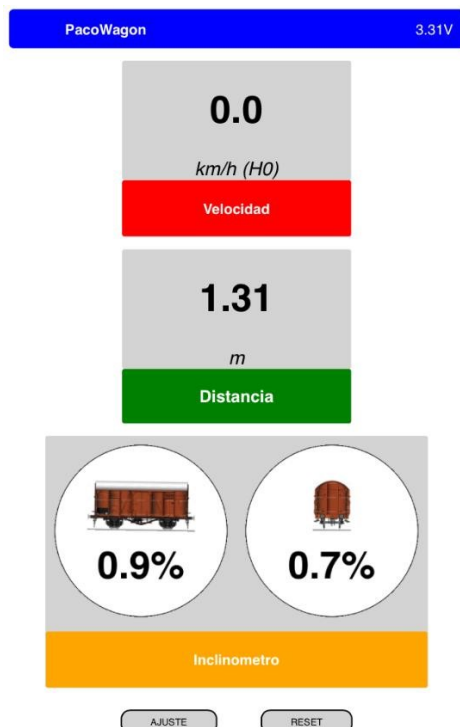 PacoWagon 3.31V
0.0
km/h (H0)
Velocidad
1.31
m
Distancia
0.9% 0.7%
Inclinometro
AJUSTE RESET